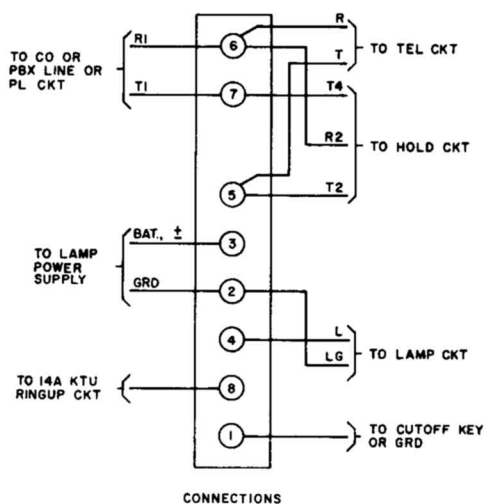 R1
TO CO OR
PBX LINE OR
PL CKT
T1
6
7
R
T
TO TEL CKT
T4
R2
TO HOLD CKT
T2
5
BAT., ±
3
TO LAMP
POWER
SUPPLY
GRD
2
4
L
LG
TO LAMP CKT
TO 14A KTU
RINGUP CKT
8
1
TO CUTOFF KEY
OR GRD
CONNECTIONS